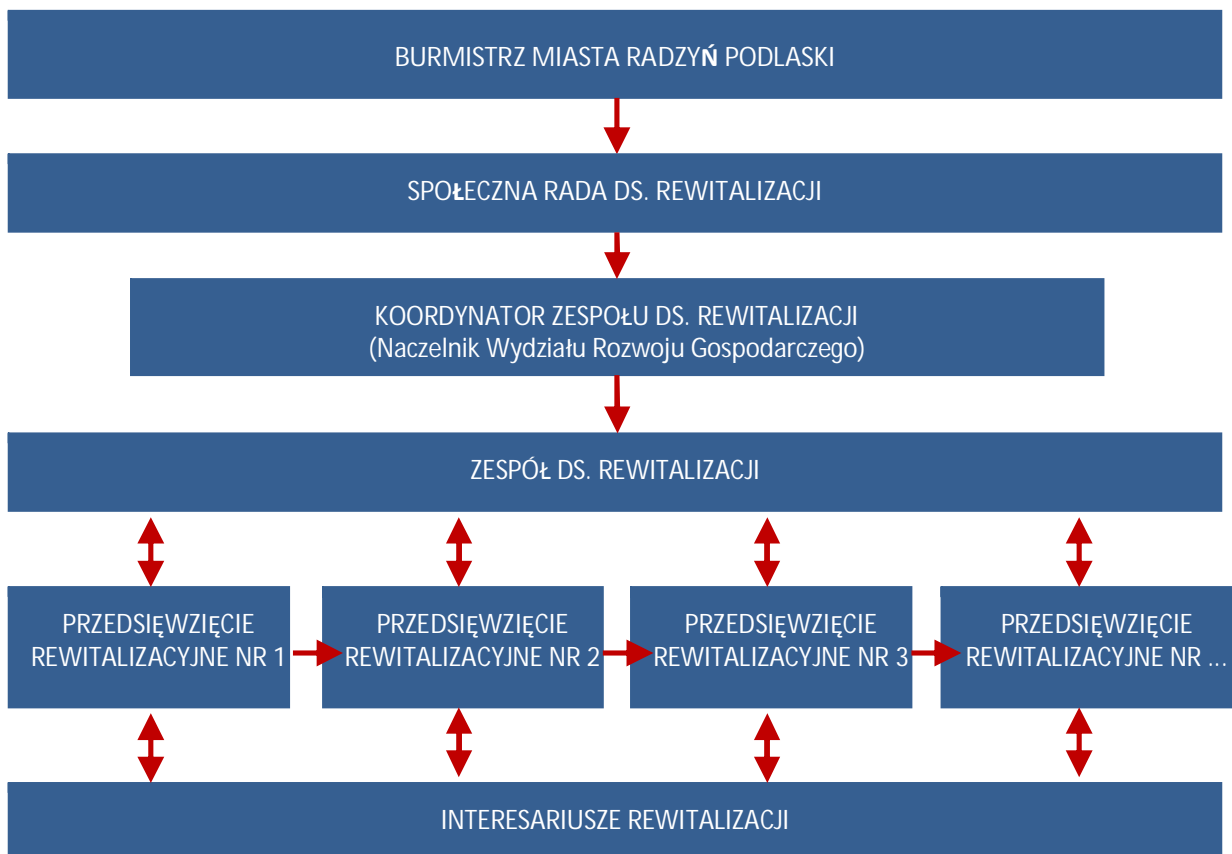 BURMISTRZ MIASTA RADZYŃ PODLASKI
SPOŁECZNA RADA DS. REWITALIZACJI
KOORDYNATOR ZESPOŁU DS. REWITALIZACJI
(Naczelnik Wydziału Rozwoju Gospodarczego)
ZESPÓŁ DS. REWITALIZACJI
PRZEDSIĘWZIĘCIE
REWITALIZACYJNE NR 1
PRZEDSIĘWZIĘCIE
REWITALIZACYJNE NR 2
PRZEDSIĘWZIĘCIE
REWITALIZACYJNE NR 3
PRZEDSIĘWZIĘCIE
REWITALIZACYJNE NR ...
INTERESARIUSZE REWITALIZACJI